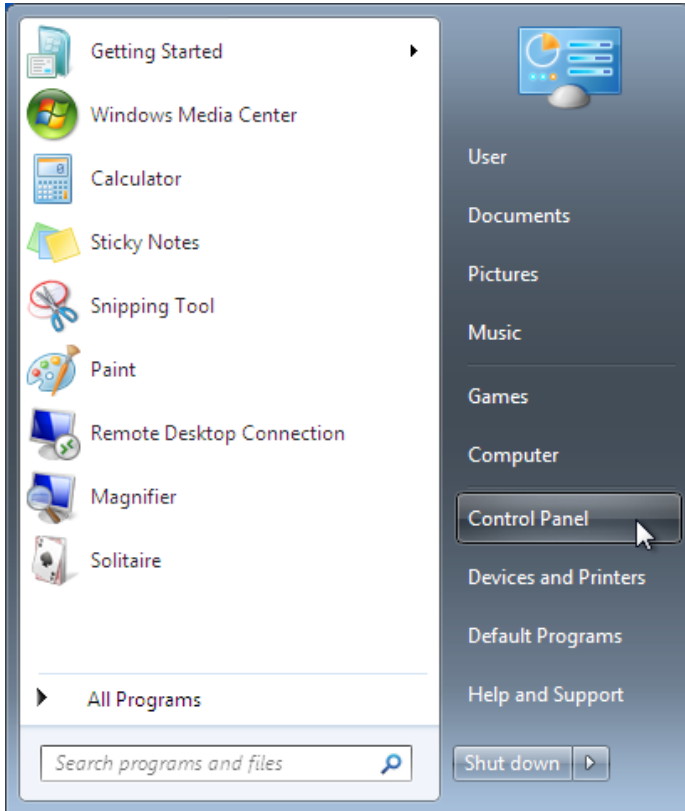 Getting Started
Windows Media Center
Calculator
Sticky Notes
Snipping Tool
Paint
Remote Desktop Connection
Magnifier
Solitaire
All Programs
Search programs and files
User
Documents
Pictures
Music
Games
Computer
Control Panel
Devices and Printers
Default Programs
Help and Support
Shut down